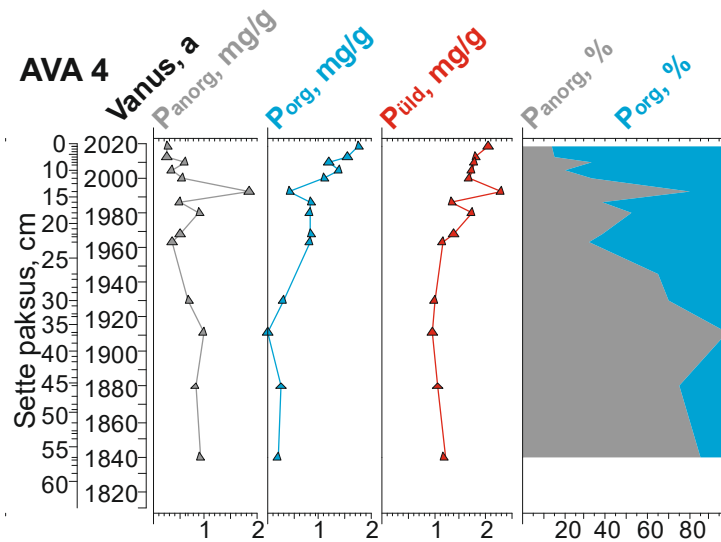 AVA 4
Vanus, a
Panorg, mg/g
Porg, mg/g
Püld, mg/g
Panorg, %
Porg, %
Sette paksus, cm
0
10
15
20
25
30
35
40
45
50
55
60
2020
2000
1980
1960
1940
1920
1900
1880
1860
1840
1820
1 2
1 2
1 2
20 40 60 80